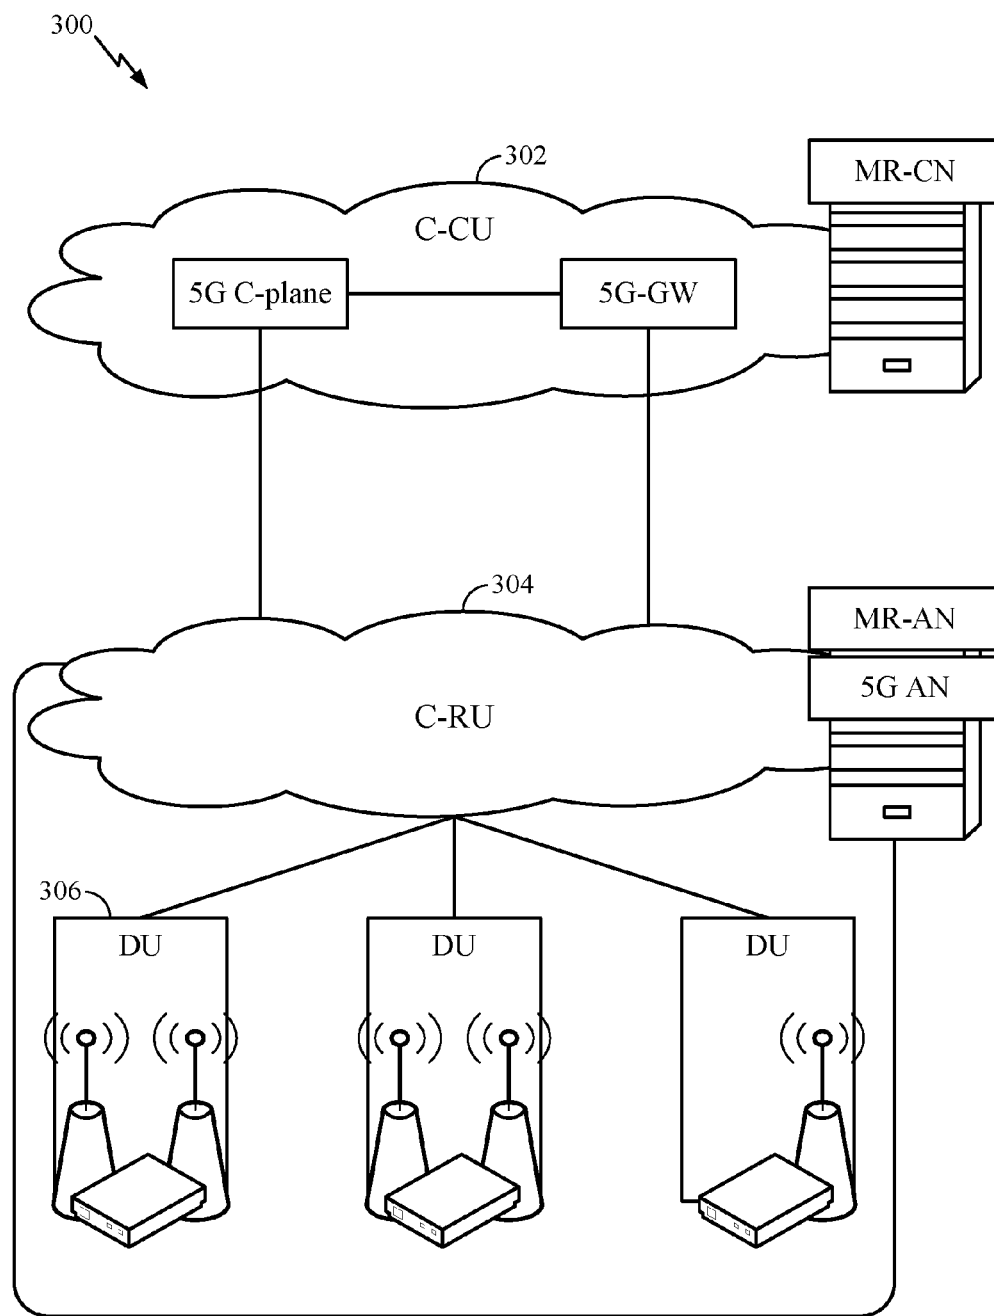 300
302
MR-CN
C-CU
5G C-plane
5G-GW
304
MR-AN
5G AN
C-RU
306
DU
DU
DU